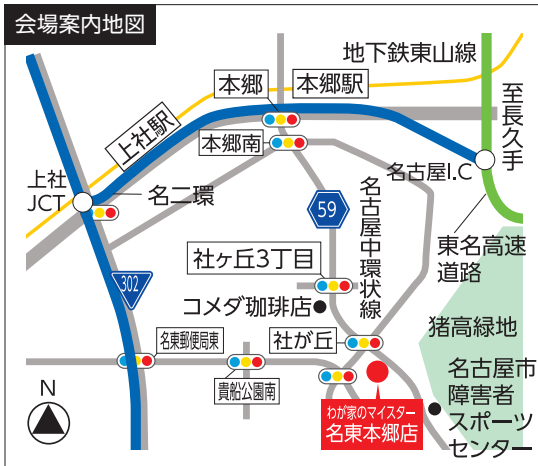 会場案内地図
地下鉄東山線
本郷
本郷駅
上社駅
本郷南
至長久手
名古屋I.C
上社
JCT
名二環
59
名古屋中環状線
東名高速
道路
社ヶ丘3丁目
302
コメダ珈琲店
猪高緑地
名東郵便局東
社が丘
貴船公園南
名古屋市
障害者
スポーツ
センター
わが家のマイスター
名東本郷店
N